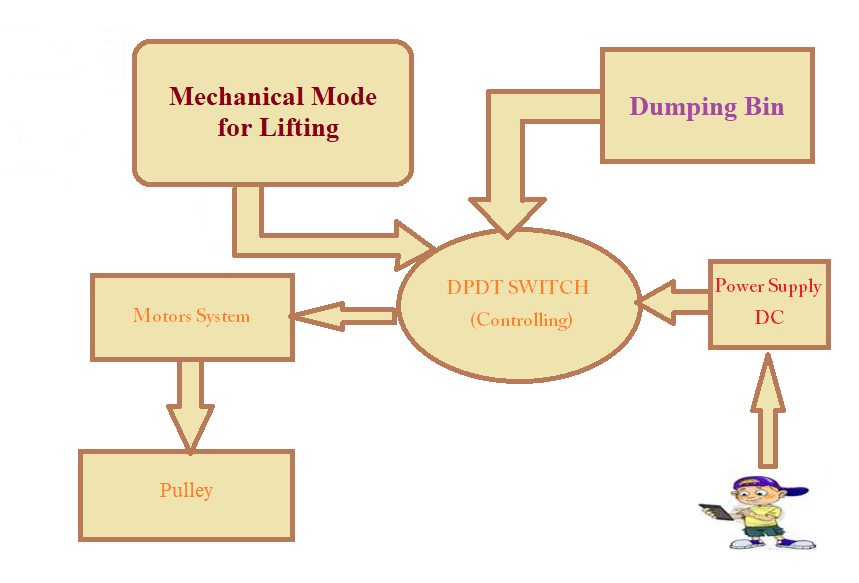 Mechanical Mode
for Lifting
Dumping Bin
DPDT SWITCH
(Controlling)
Power Supply
DC
Motors System
Pulley